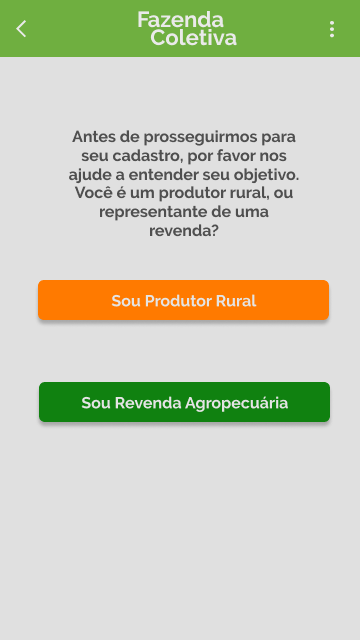 Fazenda
Coletiva
Antes de prosseguirmos para
seu cadastro, por favor nos
ajude a entender seu objetivo.
Você é um produtor rural, ou
representante de uma
revenda?
Sou Produtor Rural
Sou Revenda Agropecuária